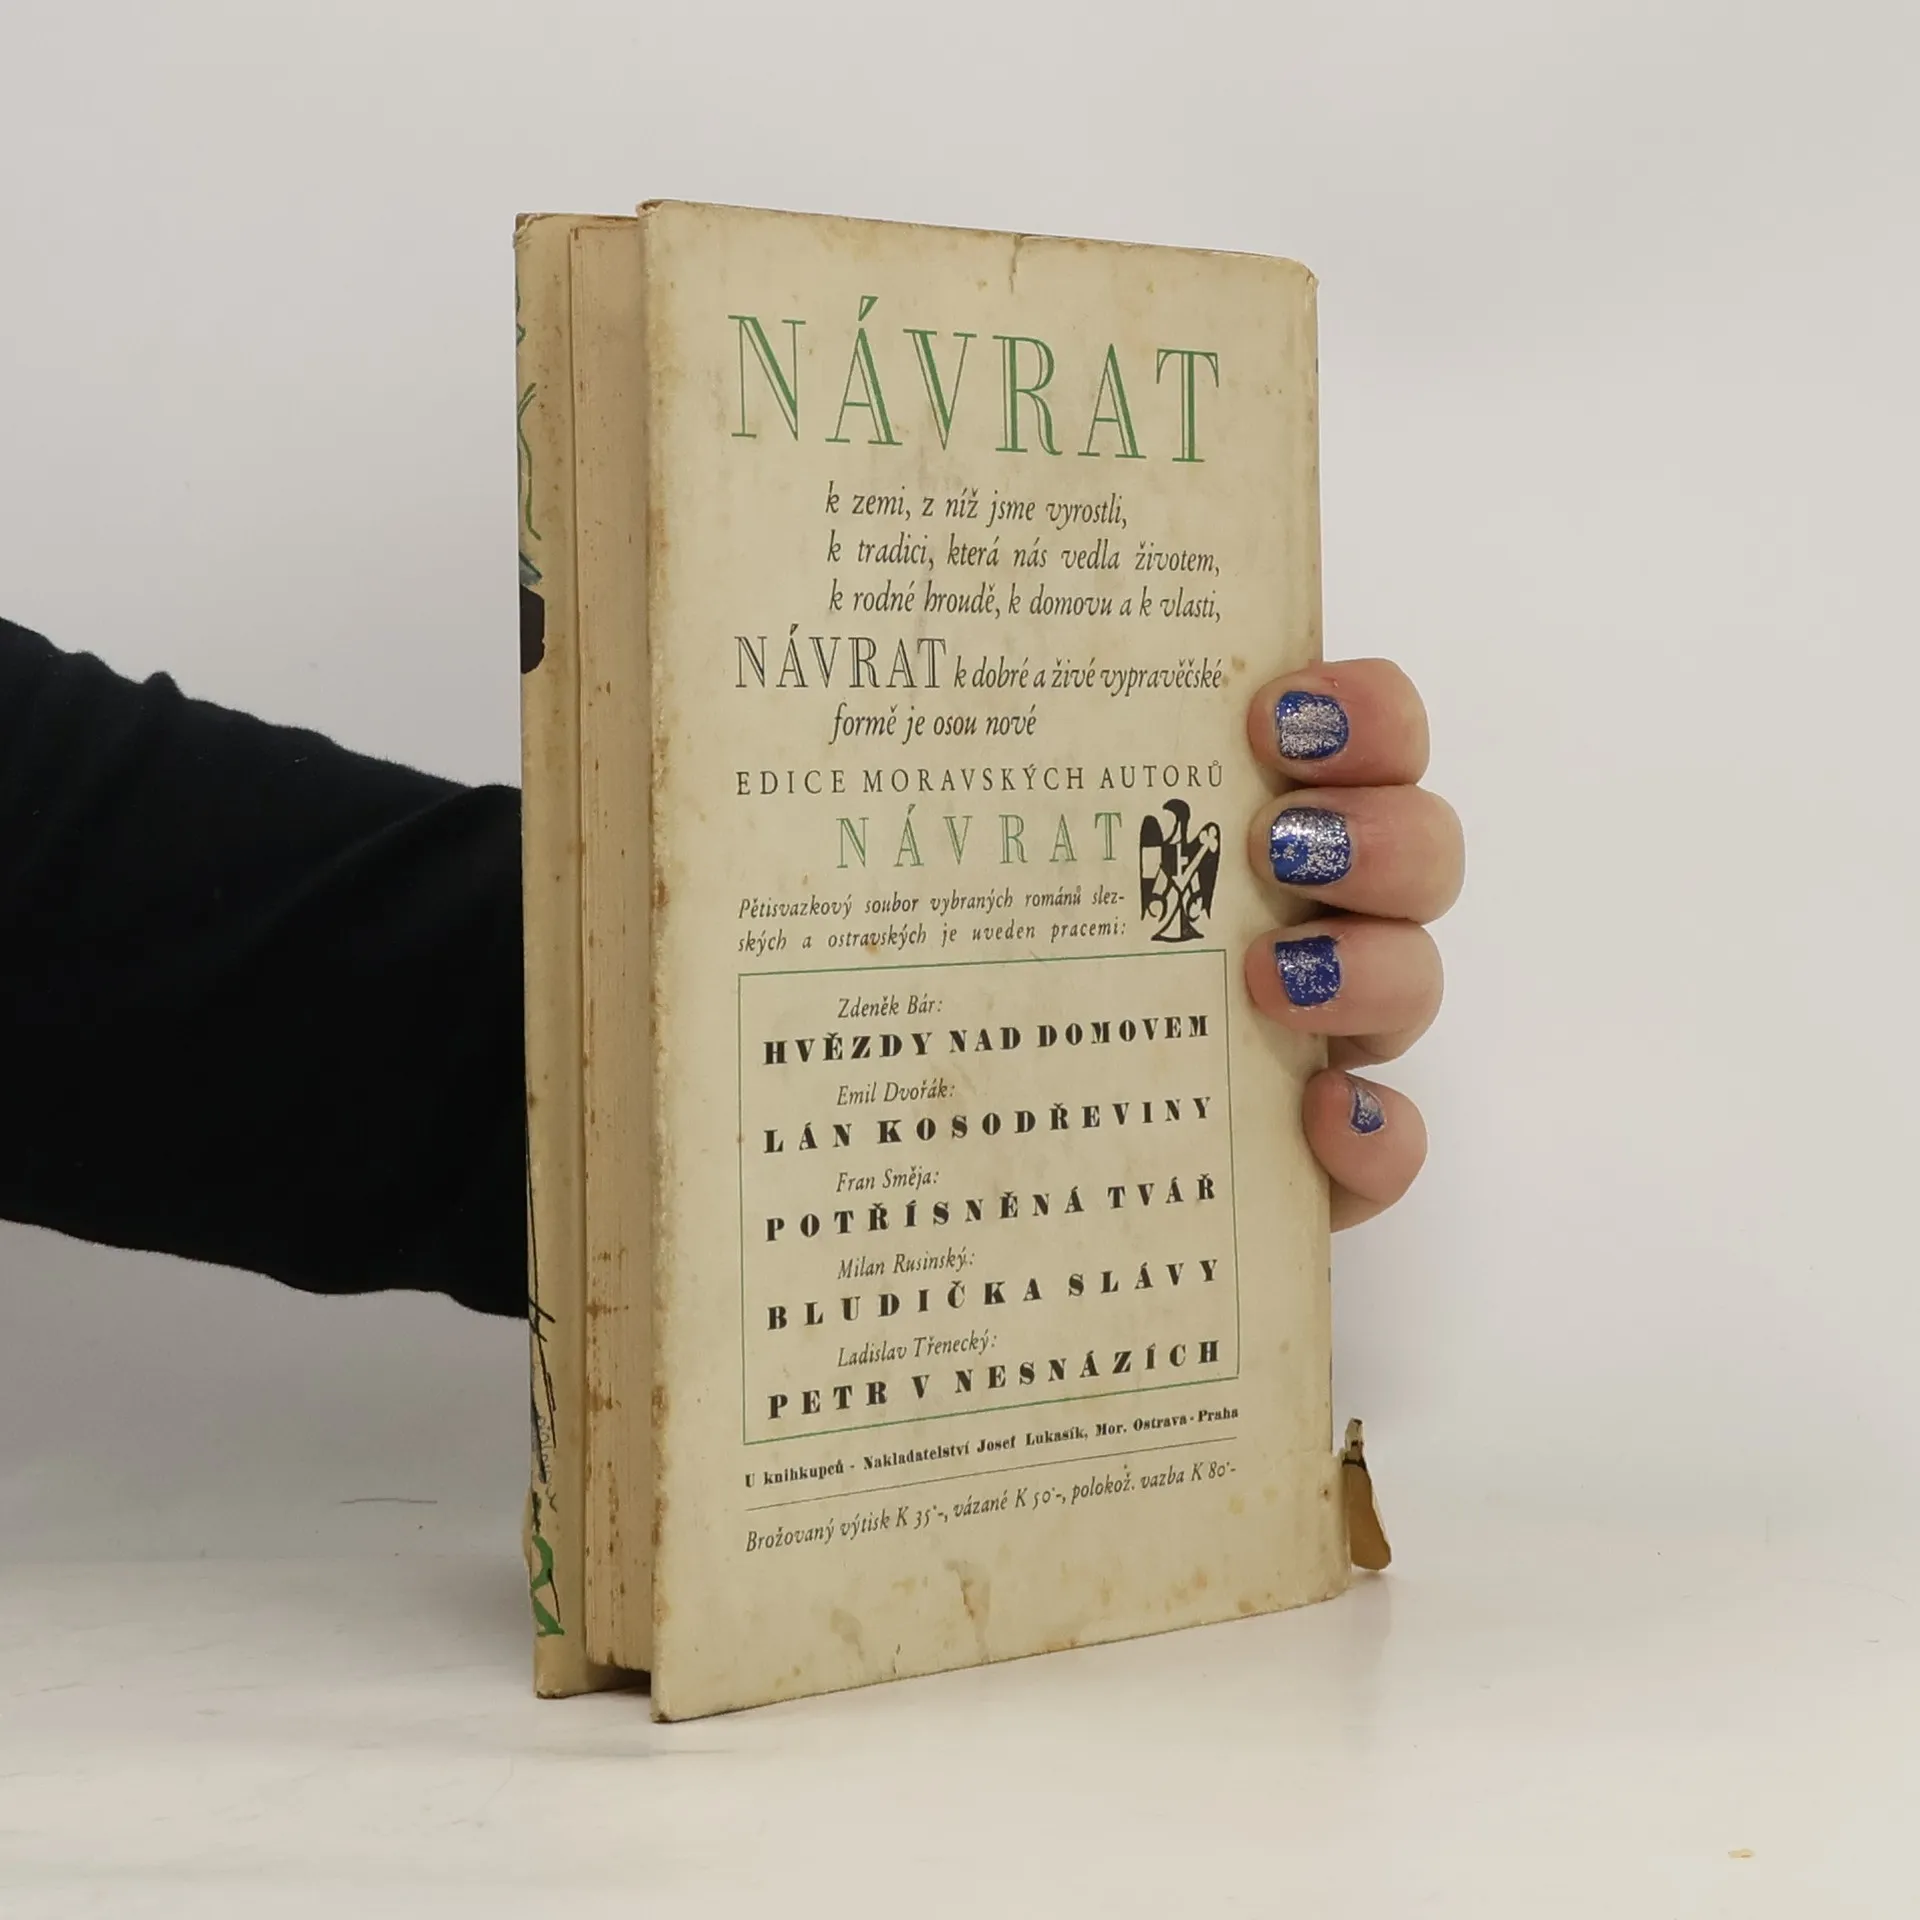 NÁVRAT
k zemi, z níž jsme vyrostli,
k tradici, která nás vedla životem,
k rodné hroudě, k domovu a k vlasti,
NÁVRAT k dobré a živé vypravěčské
formě je osou nové
EDICE MORAVSKÝCH AUTORŮ
NÁVRAT
Pětisvazkový soubor vybraných románů slez-
ských a ostravských je uveden pracemi:
Zdeněk Bár:
HVĚZDY NAD DOMOVEM
Emil Dvořák:
LÁN KOSODŘEVINY
Fran Směja:
POTŘÍSNĚNÁ TVÁŘ
Milan Rusinský:
BLUDIČKA SLÁVY
Ladislav Třenecký:
PETR V NESNÁZÍCH
U knihkupců - Nakladatelství Josef Lukasík, Mor. Ostrava - Praha
Brožovaný výtisk K 35·-, vázané K 50·-, polokož. vazba K 80·-